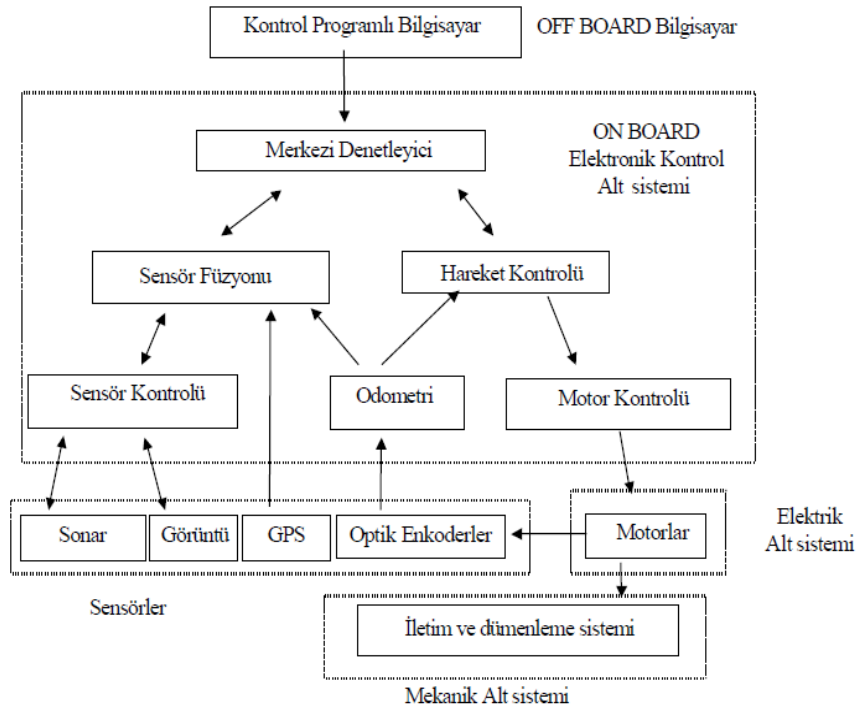 Kontrol Programlı Bilgisayar
OFF BOARD Bilgisayar
Merkezi Denetleyici
ON BOARD
Elektronik Kontrol
Alt sistemi
Sensör Füzyonu
Hareket Kontrolü
Sensör Kontrolü
Odometri
Motor Kontrolü
Sonar
Görüntü
GPS
Optik Enkoderler
Motorlar
Elektrik
Alt sistemi
Sensörler
İletim ve dümenleme sistemi
Mekanik Alt sistemi